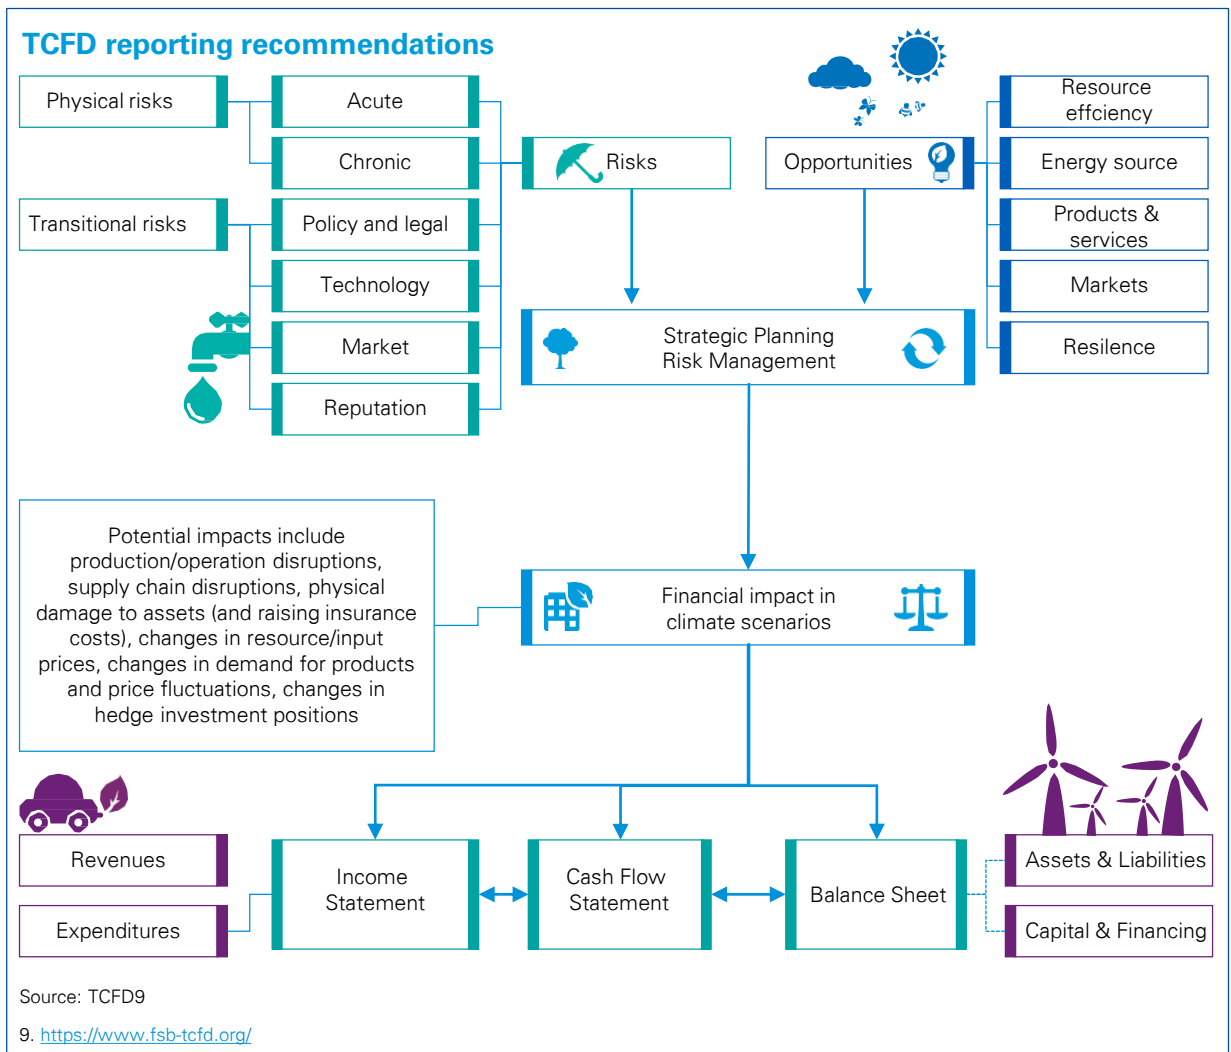 TCFD reporting recommendations
Physical risks
Acute
Chronic
Transitional risks
Policy and legal
Technology
Market
Reputation
Risks
Opportunities
Resource
effciency
Energy source
Products &
services
Markets
Resilence
Strategic Planning
Risk Management
Potential impacts include
production/operation disruptions,
supply chain disruptions, physical
damage to assets (and raising insurance
costs), changes in resource/input
prices, changes in demand for products
and price fluctuations, changes in
hedge investment positions
Financial impact in
climate scenarios
Revenues
Expenditures
Income
Statement
Cash Flow
Statement
Balance Sheet
Assets & Liabilities
Capital & Financing
Source: TCFD9
9. https://www.fsb-tcfd.org/